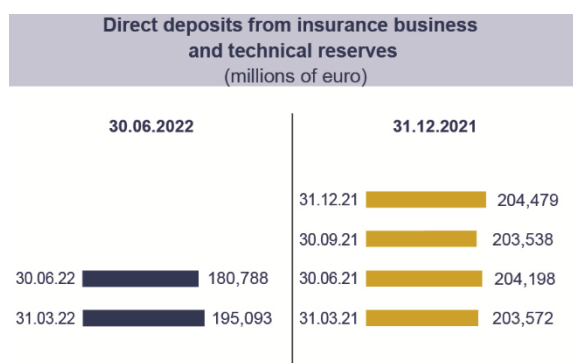 Direct deposits from insurance business
and technical reserves
(millions of euro)
30.06.2022
31.12.2021
31.12.21 204,479
30.09.21 203,538
30.06.22 180,788
30.06.21 204,198
31.03.22 195,093
31.03.21 203,572